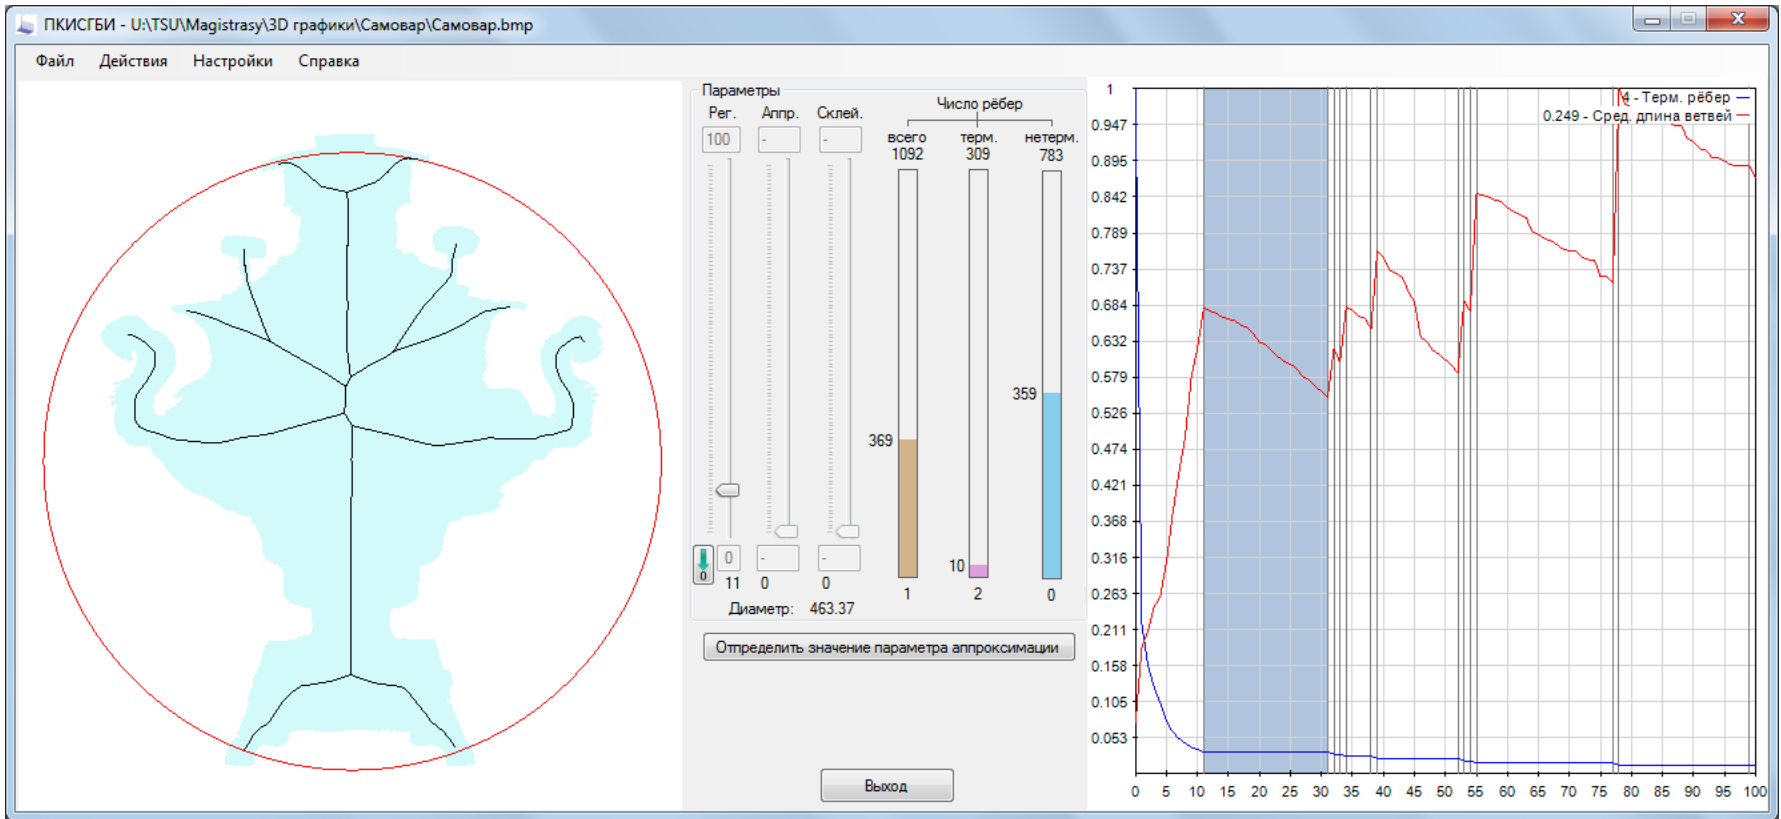 ПКИСГБИ - U:\TSU\Magistrasy\3D графики\Самовар\Самовар.bmp
Файл Действия Настройки Справка
Параметры
Рег. Аппр. Склей.
100 - -
0 - -
0
11 0 0
Диаметр: 463.37
Число рёбер
всего терм. нетерм.
1092 309 783
359
369
10
1 2 0
Отпределить значение параметра аппроксимации
Выход
4 - Терм. рёбер
0.249 - Сред. длина ветвей
1
0.947
0.895
0.842
0.789
0.737
0.684
0.632
0.579
0.526
0.474
0.421
0.368
0.316
0.263
0.211
0.158
0.105
0.053
0 5 10 15 20 25 30 35 40 45 50 55 60 65 70 75 80 85 90 95 100